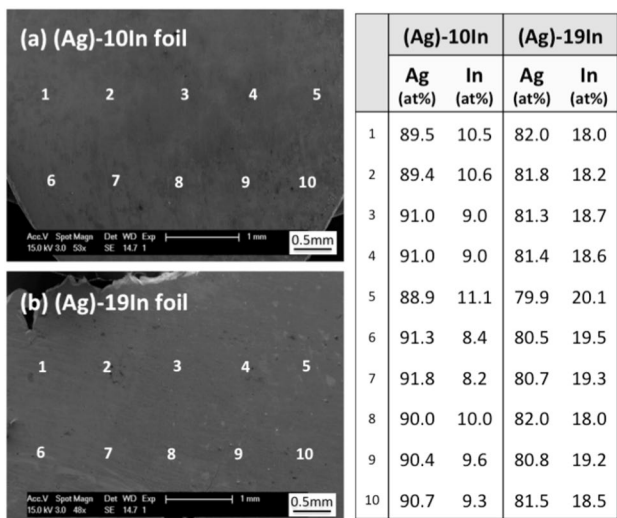 (a) (Ag)-10In foil
1 2 3 4 5
6 7 8 9 10
Acc.V Spot Magn Det WD Exp 1 mm
15.0 kV 3.0 53x SE 14.7 1
0.5mm
(b) (Ag)-19In foil
1 2 3 4 5
6 7 8 9 10
Acc.V Spot Magn Det WD Exp 1 mm
15.0 kV 3.0 48x SE 14.7 1
0.5mm
(Ag)-10In (Ag)-19In
Ag In Ag In
(at%) (at%) (at%) (at%)
1 89.5 10.5 82.0 18.0
2 89.4 10.6 81.8 18.2
3 91.0 9.0 81.3 18.7
4 91.0 9.0 81.4 18.6
5 88.9 11.1 79.9 20.1
6 91.3 8.4 80.5 19.5
7 91.8 8.2 80.7 19.3
8 90.0 10.0 82.0 18.0
9 90.4 9.6 80.8 19.2
10 90.7 9.3 81.5 18.5